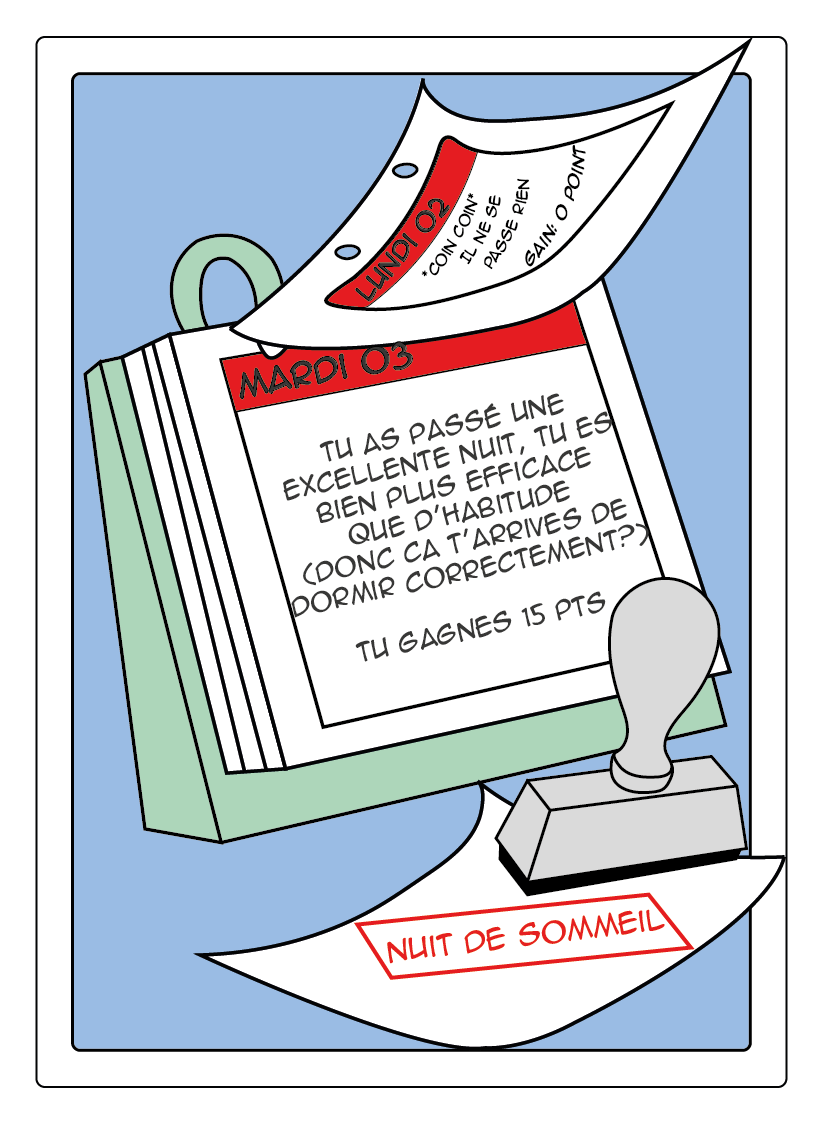 LUNDI 02
*COIN COIN*
IL NE SE
PASSE RIEN
GAIN: 0 POINT
MARDI 03
TU AS PASSÉ UNE
EXCELLENTE NUIT, TU ES
BIEN PLUS EFFICACE
QUE D'HABITUDE
(DONC CA T'ARRIVES DE
DORMIR CORRECTEMENT?)
TU GAGNES 15 PTS
NUIT DE SOMMEIL